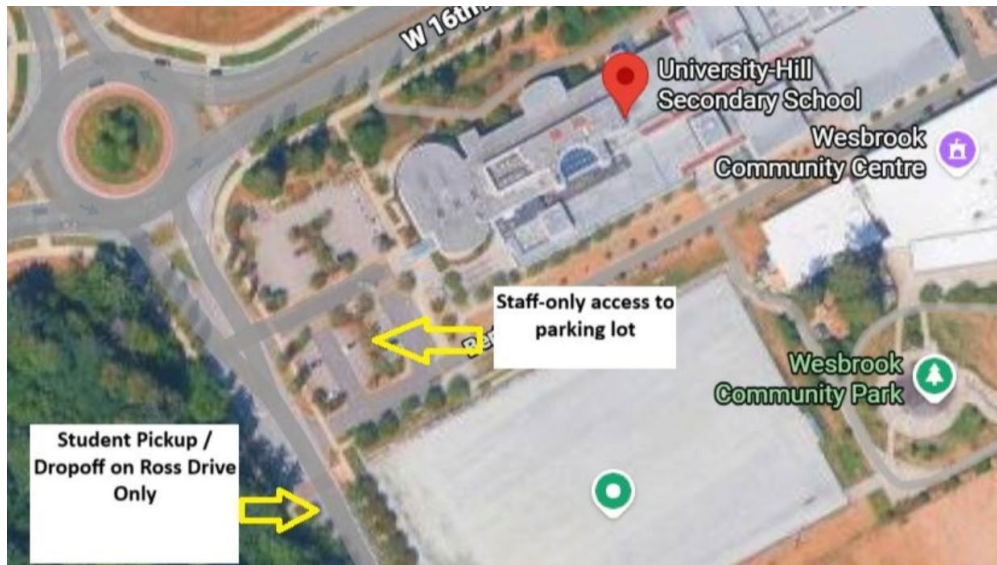 W 16th
University-Hill
Secondary School
Wesbrook
Community Centre
Staff-only access to
parking lot
Wesbrook
Community Park
Student Pickup /
Dropoff on Ross Drive
Only